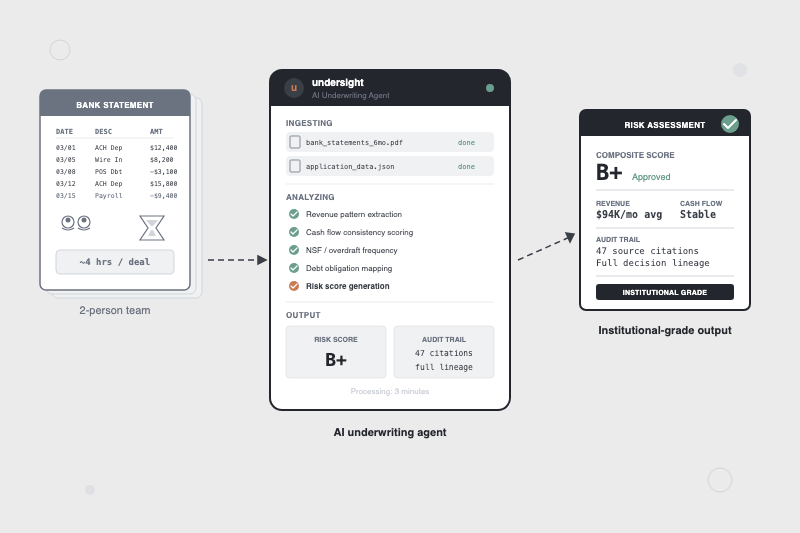 BANK STATEMENT
DATE DESC AMT
03/01 ACH Dep $12,400
03/05 Wire In $8,200
03/08 POS Dbt −$3,100
03/12 ACH Dep $15,800
03/15 Payroll −$9,400
~4 hrs / deal
2-person team
u
undersight
AI Underwriting Agent
INGESTING
bank_statements_6mo.pdf done
application_data.json done
ANALYZING
Revenue pattern extraction
Cash flow consistency scoring
NSF / overdraft frequency
Debt obligation mapping
Risk score generation
OUTPUT
RISK SCORE
B+
AUDIT TRAIL
47 citations
full lineage
Processing: 3 minutes
AI underwriting agent
RISK ASSESSMENT
COMPOSITE SCORE
B+ Approved
REVENUE CASH FLOW
$94K/mo avg Stable
AUDIT TRAIL
47 source citations
Full decision lineage
INSTITUTIONAL GRADE
Institutional-grade output